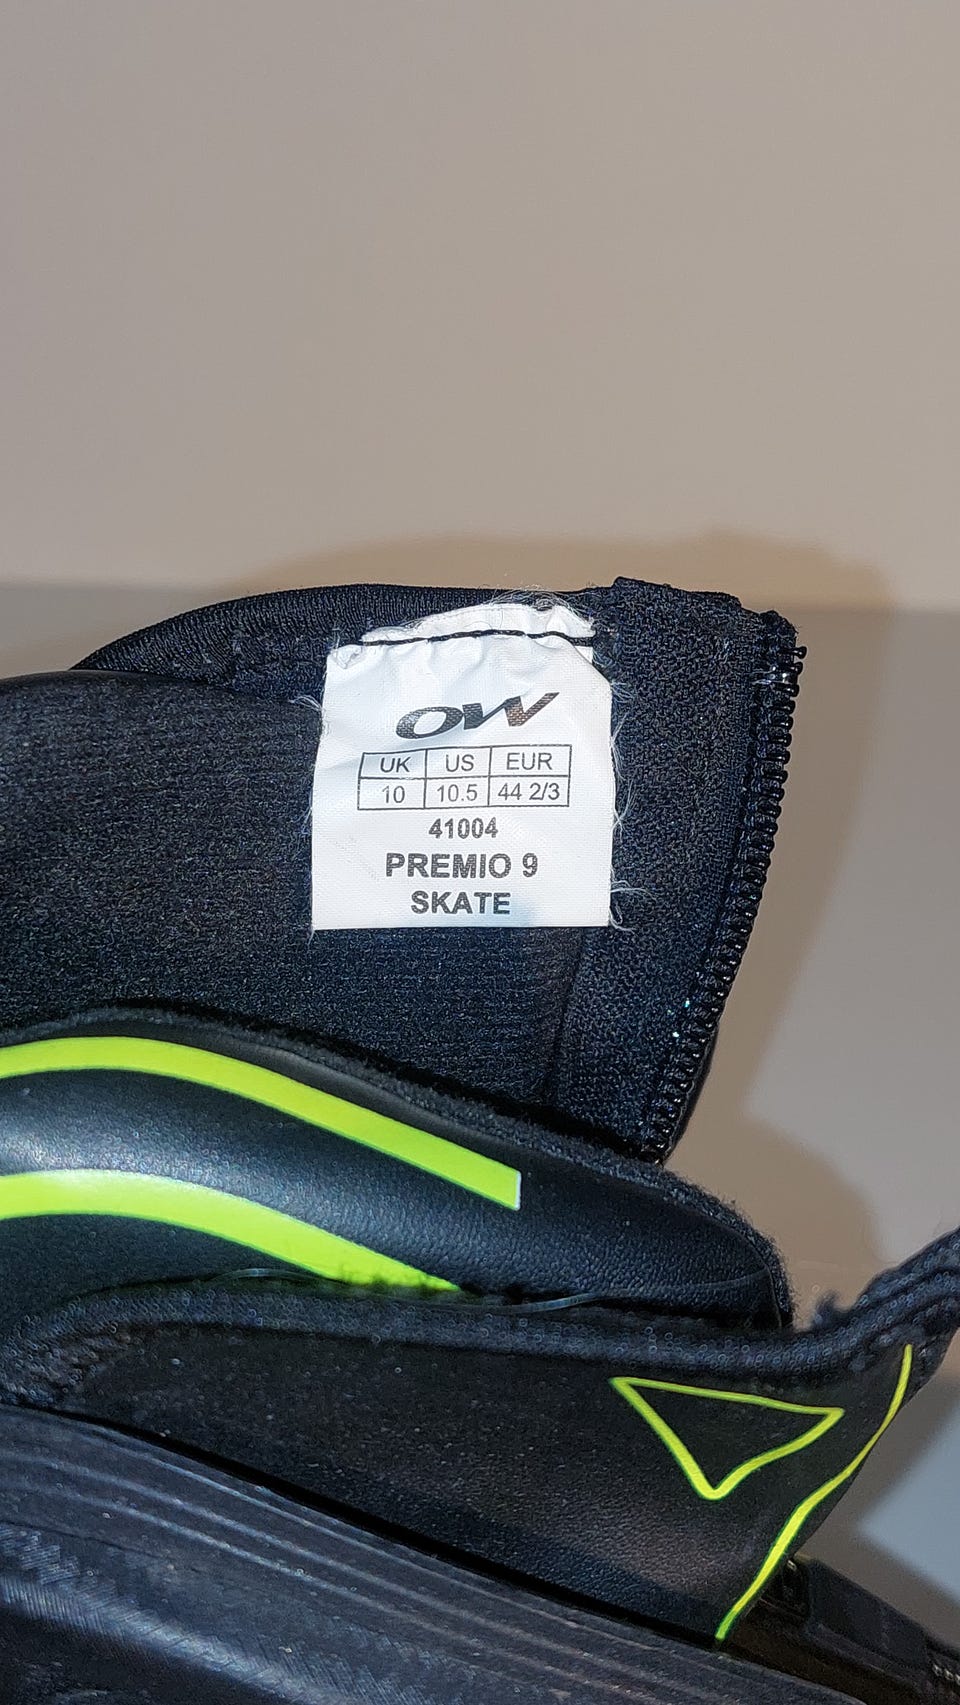 OW
UK US EUR
10 10.5 44 2/3
41004
PREMIO 9
SKATE